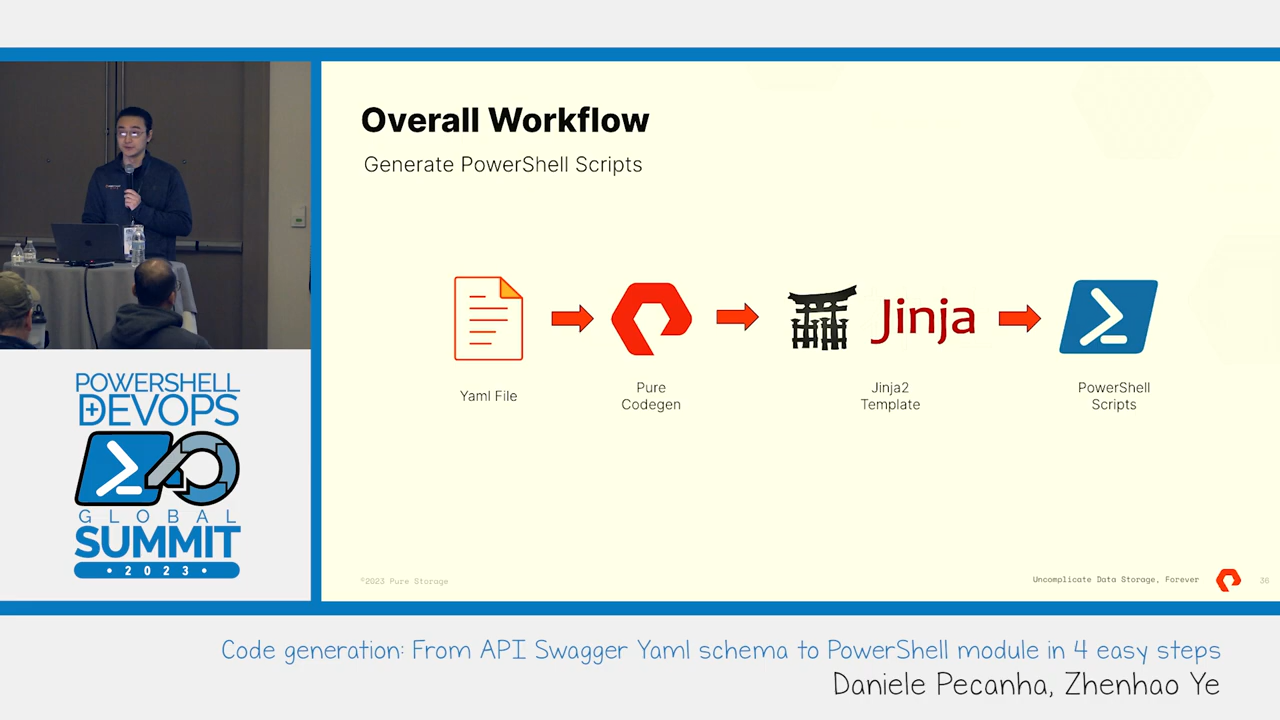 Overall Workflow
Generate PowerShell Scripts
Jinja
Yaml File
Pure
Codegen
Jinja2
Template
PowerShell
Scripts
©2023 Pure Storage
Uncomplicate Data Storage, Forever
36
POWERSHELL
+DEVOPS
GLOBAL
SUMMIT
• 2023 •
Code generation: From API Swagger Yaml schema to PowerShell module in 4 easy steps
Daniele Pecanha, Zhenhao Ye